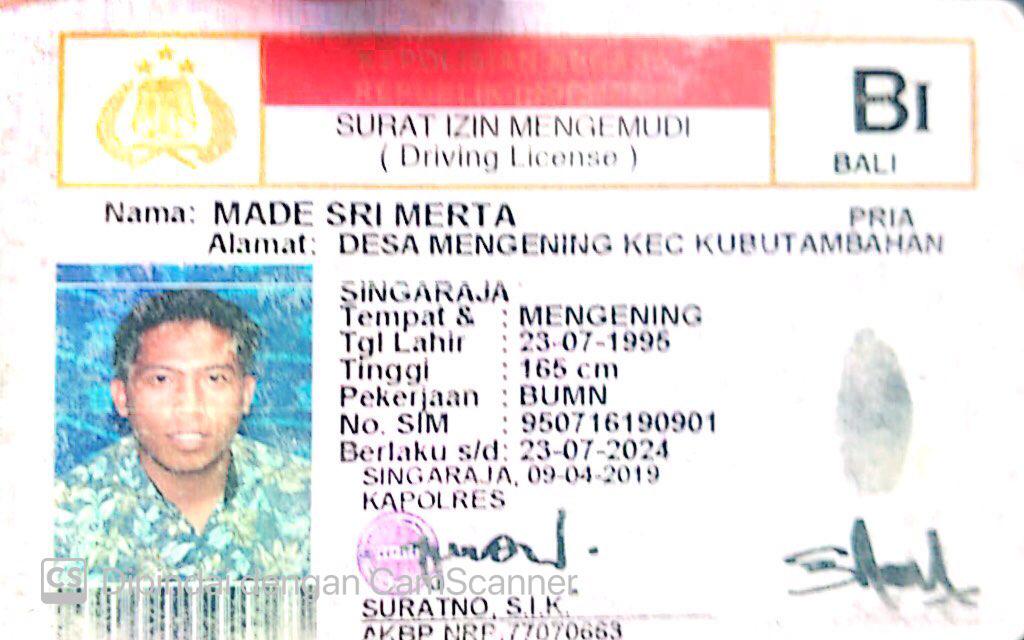 KEPOLISIAN NEGARA
REPUBLIK INDONESIA
SURAT IZIN MENGEMUDI
( Driving License )
BI
BALI
Nama: MADE SRI MERTA PRIA
Alamat: DESA MENGENING KEC KUBUTAMBAHAN
SINGARAJA
Tempat & : MENGENING
Tgl Lahir : 23-07-1995
Tinggi : 165 cm
Pekerjaan : BUMN
No. SIM : 950716190901
Berlaku s/d: 23-07-2024
SINGARAJA, 09-04-2019
KAPOLRES
CS Dipindai dengan CamScanner
SURATNO, S.I.K.
AKBP NRP.77070663